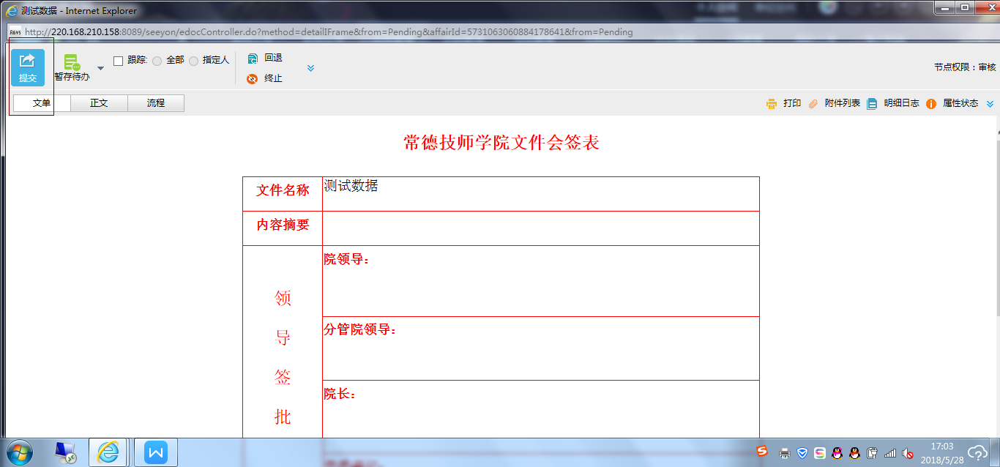 测试数据 - Internet Explorer
http://220.168.210.158:8089/seeyon/edocController.do?method=detailIFrame&from=Pending&affairId=5731063060884178641&from=Pending
提交
暂存待办
跟踪: 全部 指定人
回退
终止
节点权限：审核
文单 正文 流程
打印 附件列表 明细日志 属性状态
常德技师学院文件会签表
文件名称 测试数据
内容摘要
领导签批
院领导：
分管院领导：
院长：
17:03
2018/5/28